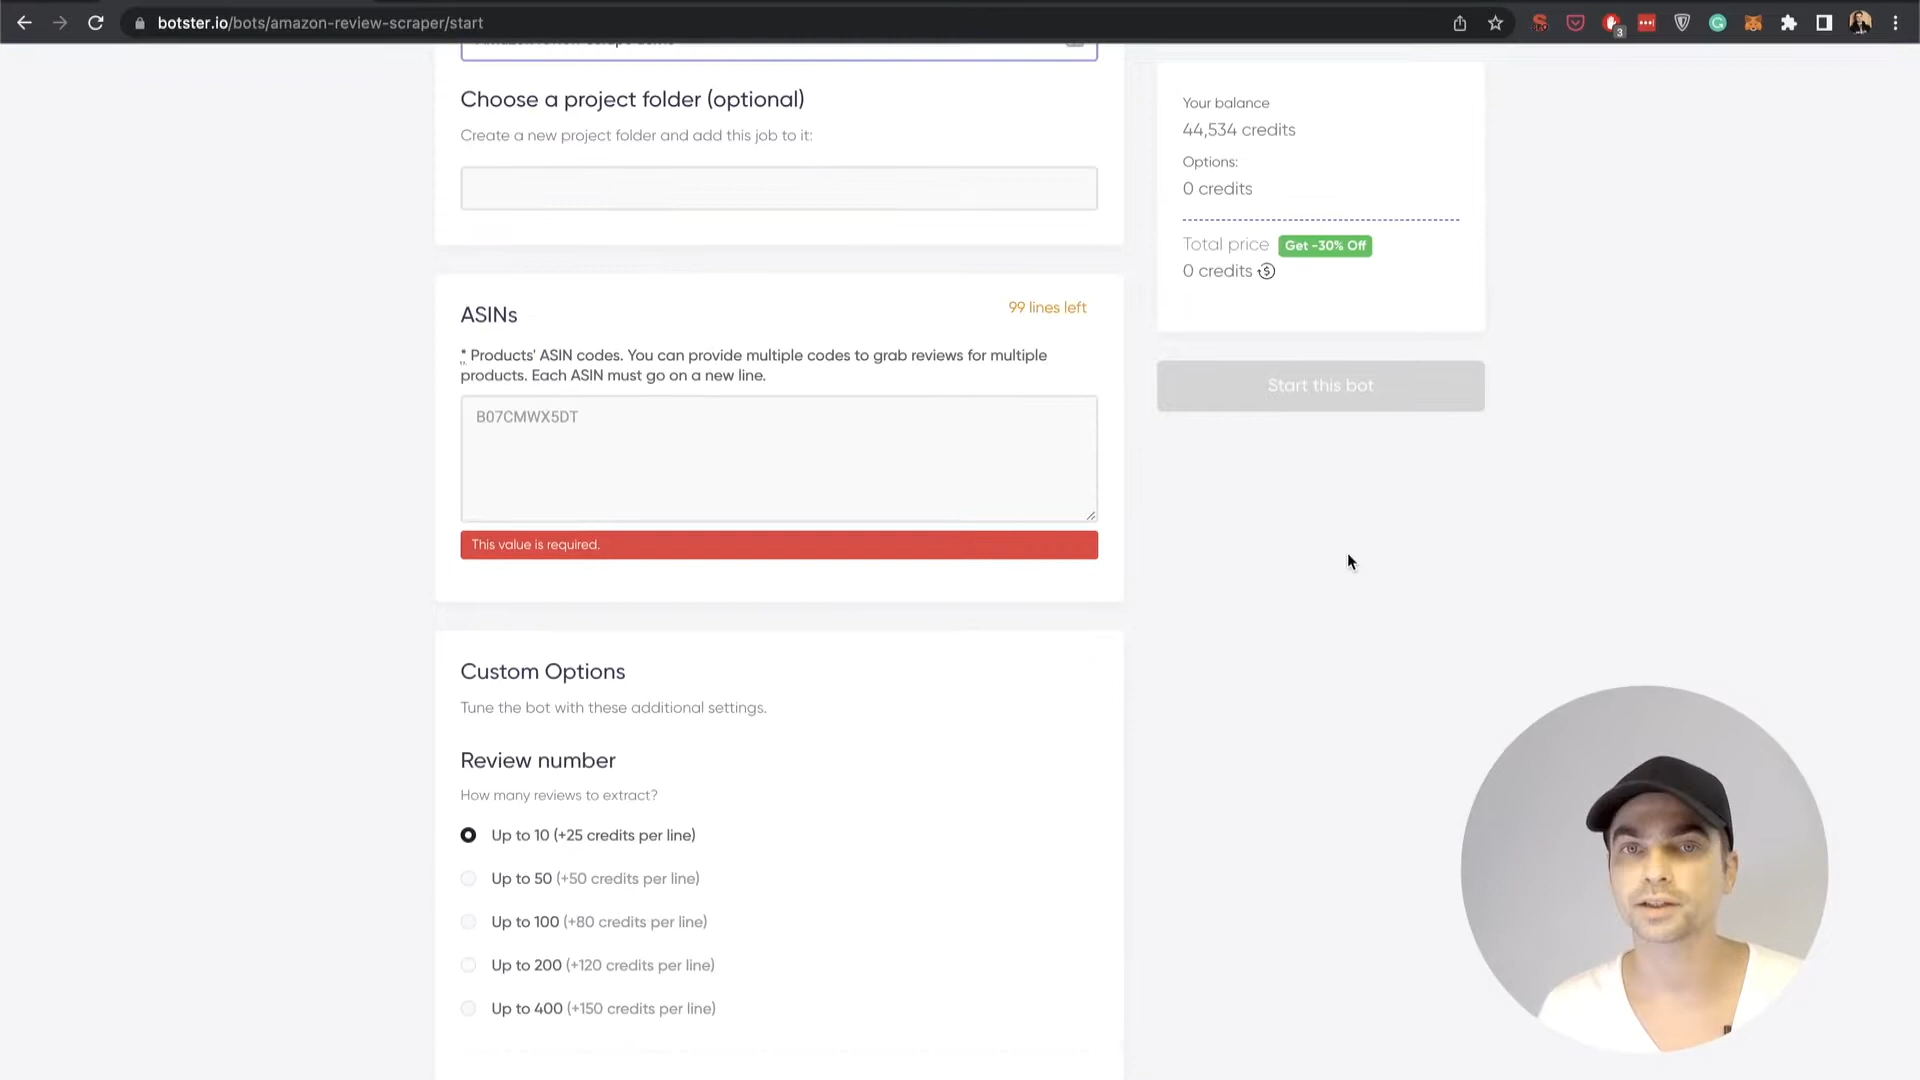 botster.io/bots/amazon-review-scraper/start
3
Choose a project folder (optional)
Create a new project folder and add this job to it:
Your balance
44,534 credits
Options:
0 credits
Total price Get -30% Off
0 credits
ASINs
99 lines left
* Products' ASIN codes. You can provide multiple codes to grab reviews for multiple
products. Each ASIN must go on a new line.
B07CMWX5DT
This value is required.
Start this bot
Custom Options
Tune the bot with these additional settings.
Review number
How many reviews to extract?
Up to 10 (+25 credits per line)
Up to 50 (+50 credits per line)
Up to 100 (+80 credits per line)
Up to 200 (+120 credits per line)
Up to 400 (+150 credits per line)